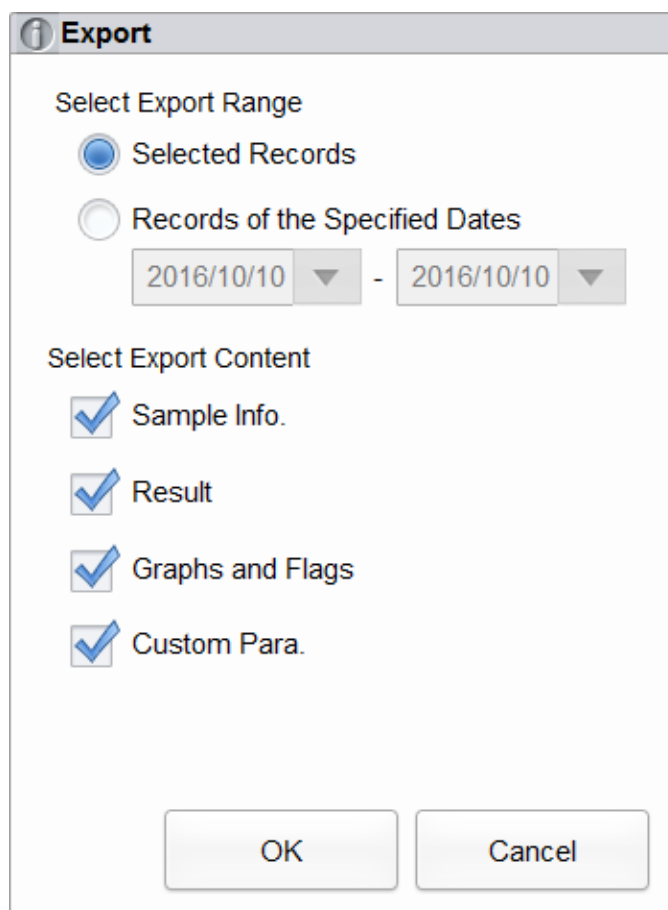 Export
Select Export Range
Selected Records
Records of the Specified Dates
2016/10/10 - 2016/10/10
Select Export Content
Sample Info.
Result
Graphs and Flags
Custom Para.
OK Cancel